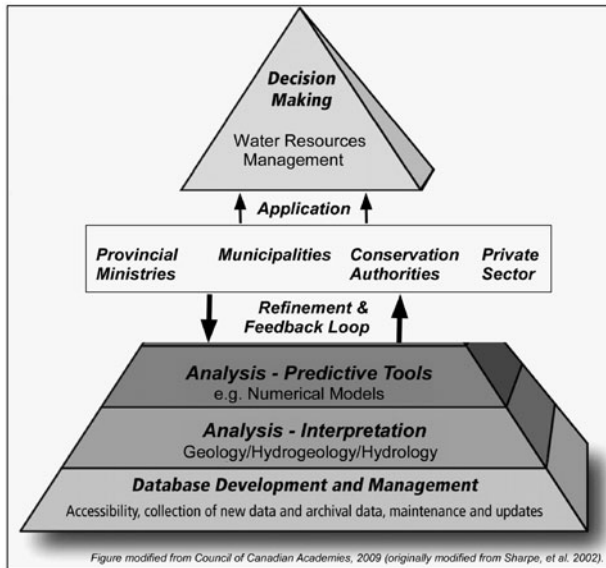 Decision
Making
Water Resources
Management
Application
Provincial Ministries
Municipalities
Conservation Authorities
Private Sector
Refinement &
Feedback Loop
Analysis - Predictive Tools
e.g. Numerical Models
Analysis - Interpretation
Geology/Hydrogeology/Hydrology
Database Development and Management
Accessibility, collection of new data and archival data, maintenance and updates
Figure modified from Council of Canadian Academies, 2009 (originally modified from Sharpe, et al. 2002).